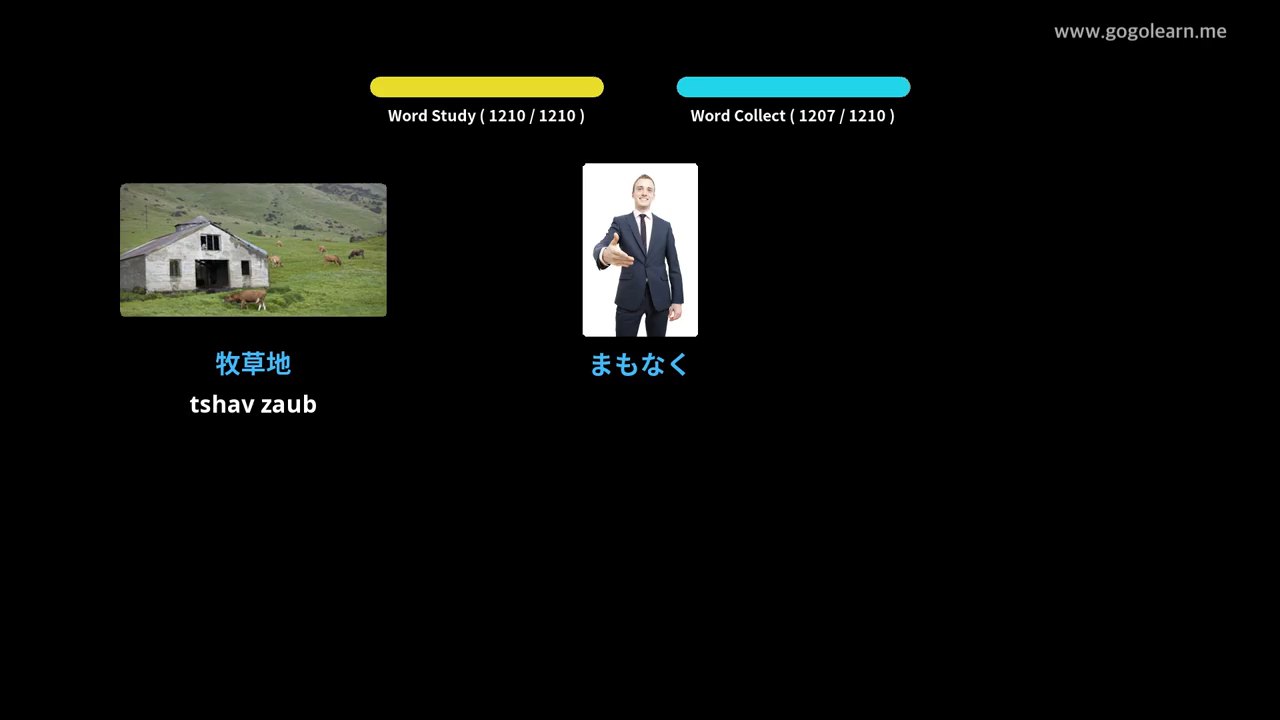 www.gogolearn.me
Word Study ( 1210 / 1210 )
Word Collect ( 1207 / 1210 )
牧草地
tshav zaub
まもなく